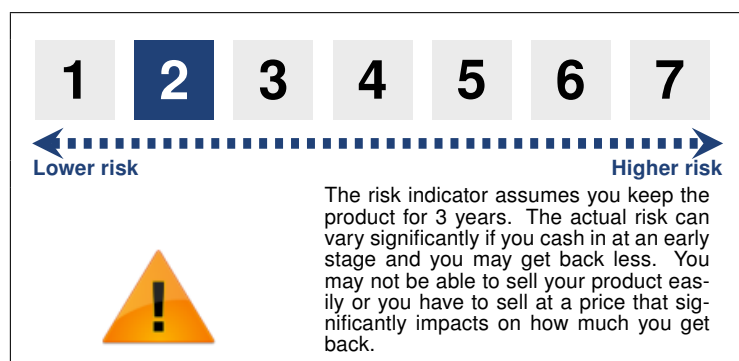 1 2 3 4 5 6 7
Lower risk Higher risk
The risk indicator assumes you keep the
product for 3 years. The actual risk can
vary significantly if you cash in at an early
stage and you may get back less. You
may not be able to sell your product eas-
ily or you have to sell at a price that sig-
nificantly impacts on how much you get
back.
!